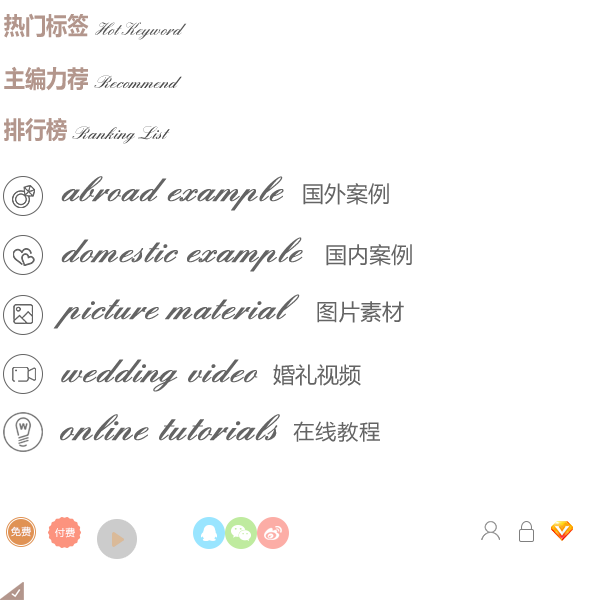 热门标签 Hot Keyword
主编力荐 Recommend
排行榜 Ranking List
abroad example 国外案例
domestic example 国内案例
picture material 图片素材
wedding video 婚礼视频
W online tutorials 在线教程
免费 付费